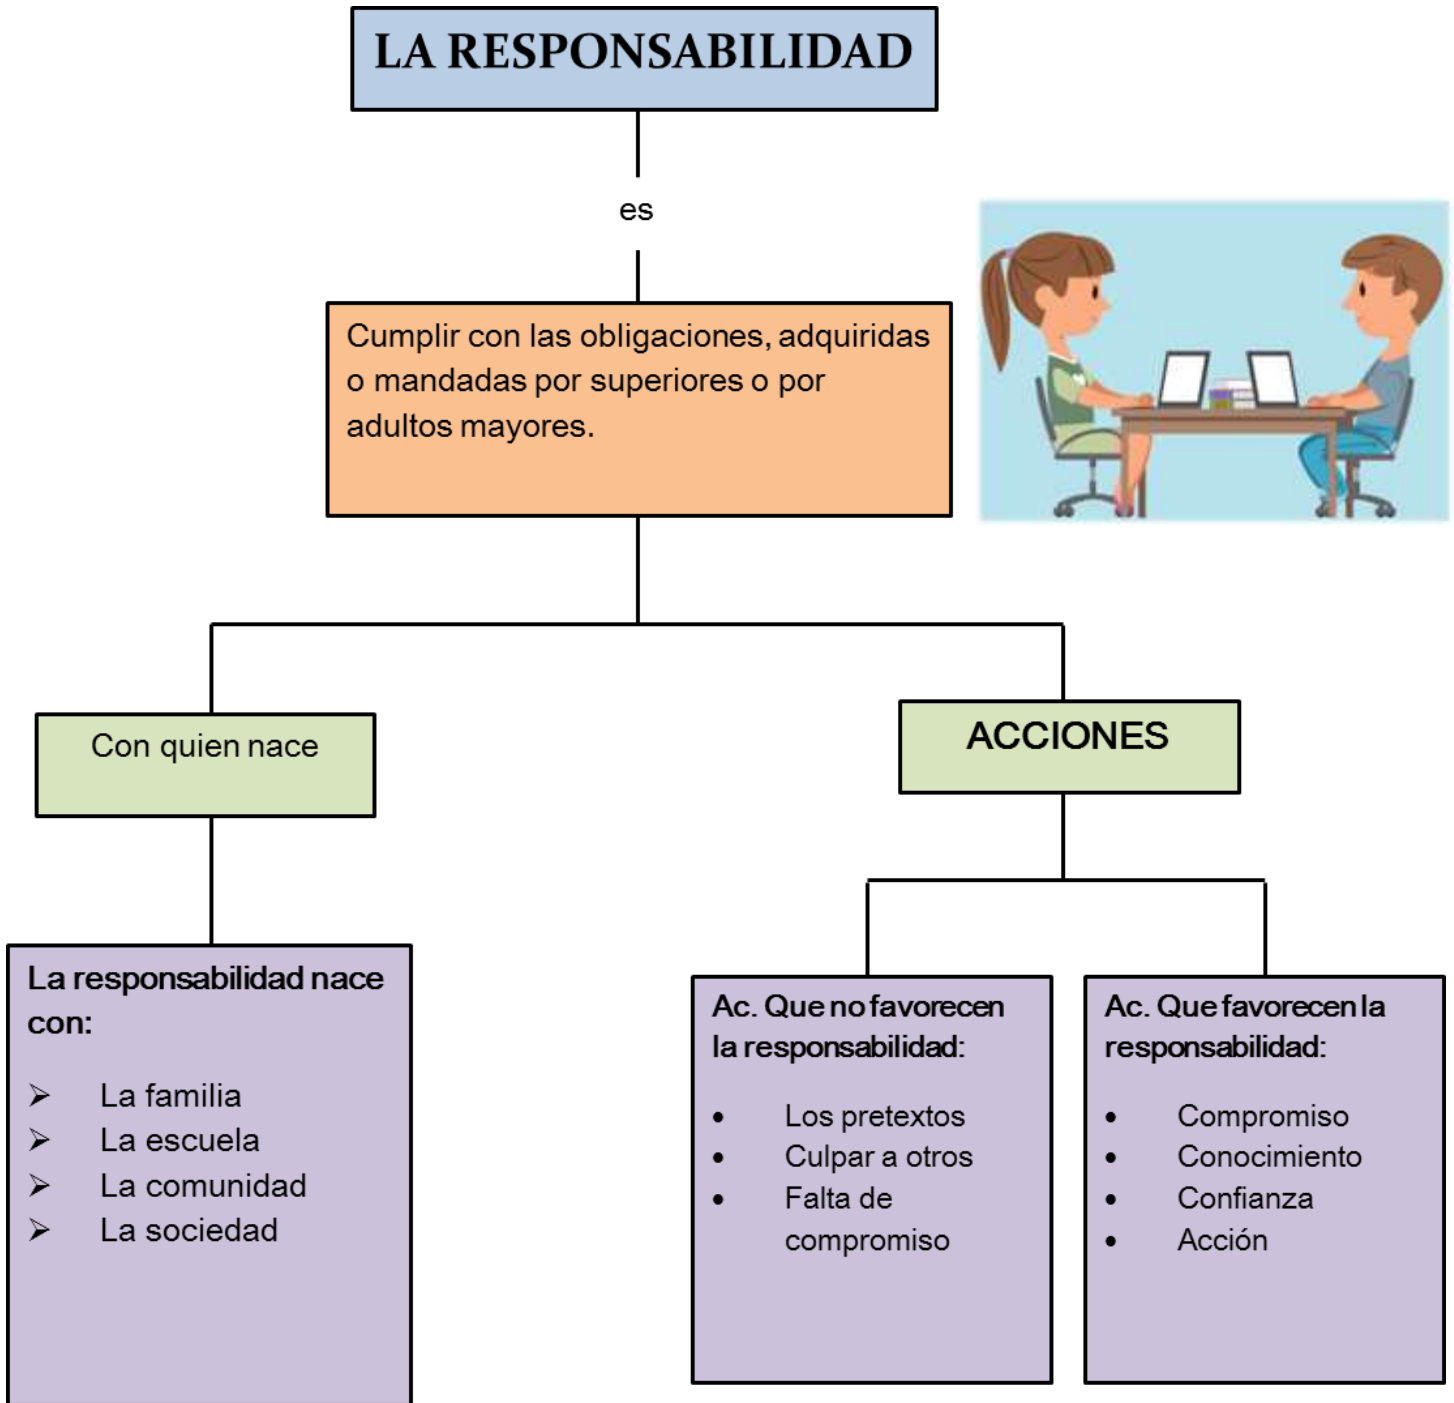 LA RESPONSABILIDAD
es
Cumplir con las obligaciones, adquiridas
o mandadas por superiores o por
adultos mayores.
Con quien nace
ACCIONES
La responsabilidad nace
con:
➢ La familia
➢ La escuela
➢ La comunidad
➢ La sociedad
Ac. Que no favorecen
la responsabilidad:
• Los pretextos
• Culpar a otros
• Falta de
compromiso
Ac. Que favorecen la
responsabilidad:
• Compromiso
• Conocimiento
• Confianza
• Acción